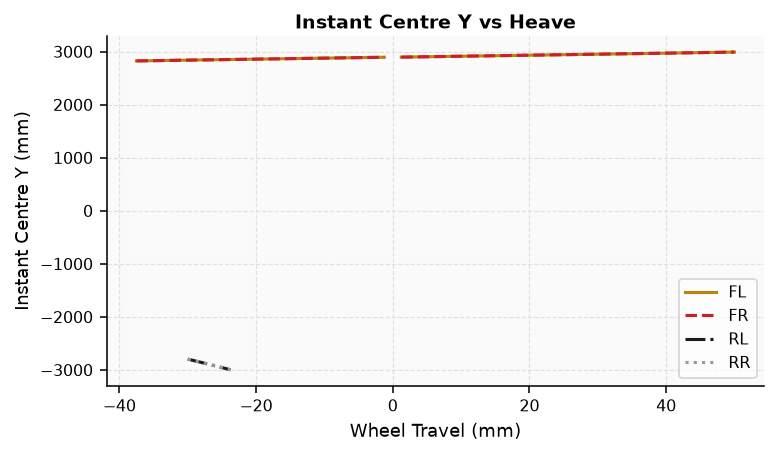 Instant Centre Y vs Heave
Instant Centre Y (mm)
3000
2000
1000
0
−1000
−2000
−3000
−40
−20
0
20
40
Wheel Travel (mm)
FL
FR
RL
RR